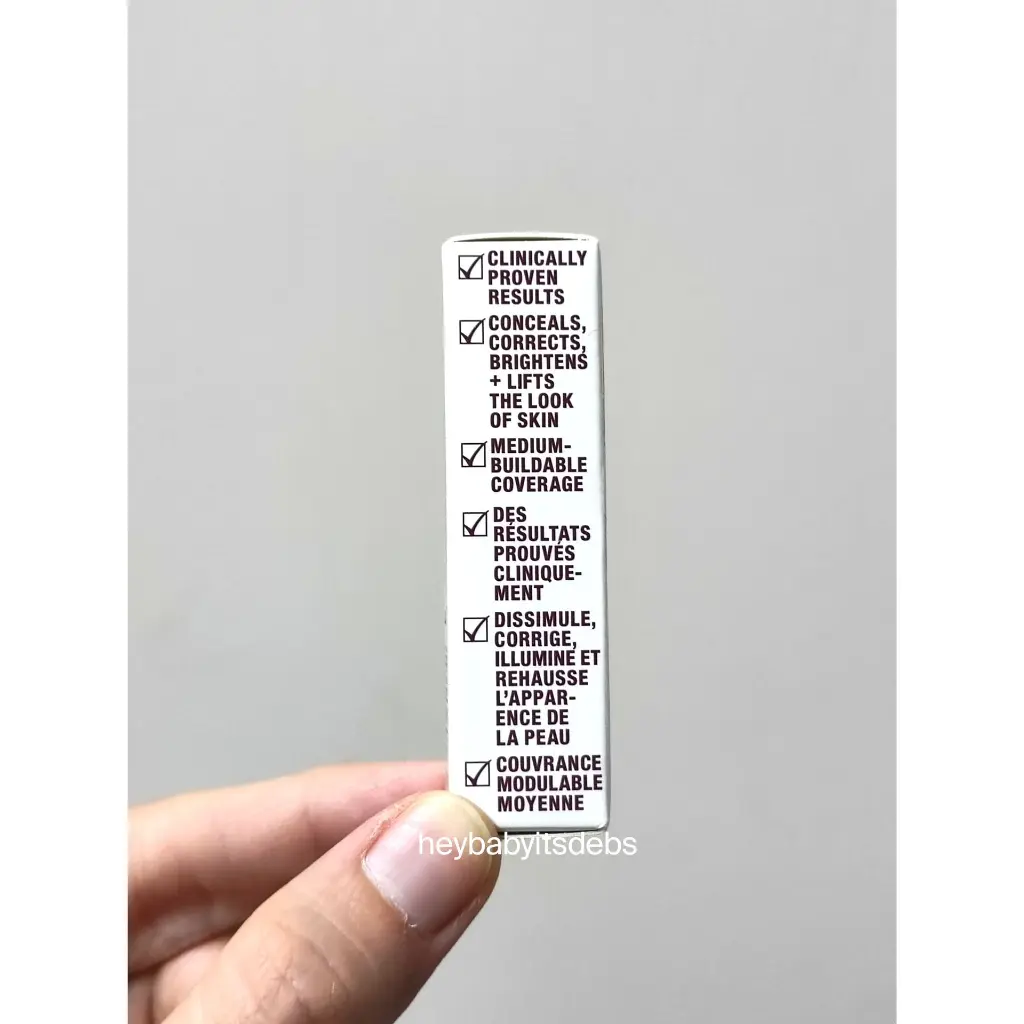 CLINICALLY
PROVEN
RESULTS
CONCEALS,
CORRECTS,
BRIGHTENS
+ LIFTS
THE LOOK
OF SKIN
MEDIUM-
BUILDABLE
COVERAGE
DES
RÉSULTATS
PROUVÉS
CLINIQUE-
MENT
DISSIMULE,
CORRIGE,
ILLUMINE ET
REHAUSSE
L'APPAR-
ENCE DE
LA PEAU
COUVRANCE
MODULABLE
MOYENNE
heybabyitsdebs